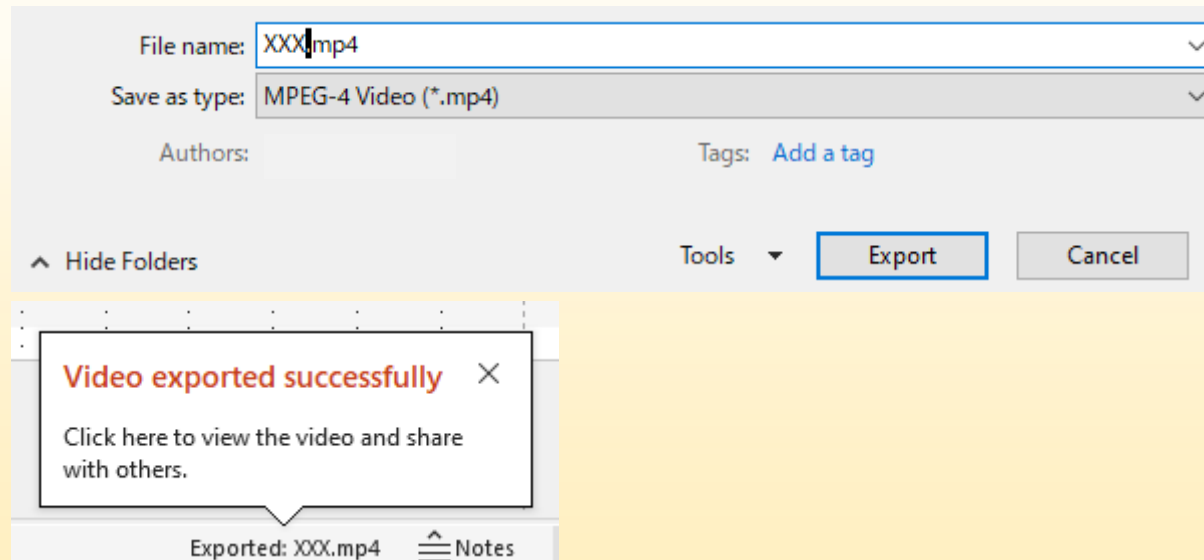 File name: XXX.mp4
Save as type: MPEG-4 Video (*.mp4)
Authors: Tags: Add a tag
Hide Folders Tools Export Cancel
Video exported successfully
Click here to view the video and share
with others.
Exported: XXX.mp4 Notes